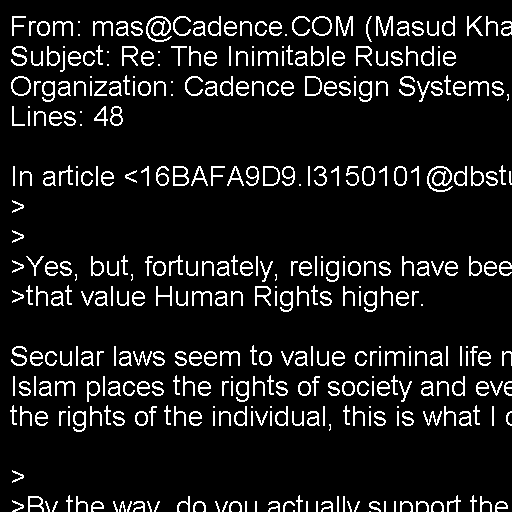 From: mas@Cadence.COM (Masud Kha
Subject: Re: The Inimitable Rushdie
Organization: Cadence Design Systems,
Lines: 48
In article <16BAFA9D9.I3150101@dbstu
>
>
>Yes, but, fortunately, religions have bee
>that value Human Rights higher.
Secular laws seem to value criminal life m
Islam places the rights of society and eve
the rights of the individual, this is what I c
>
>By the way, do you actually support the